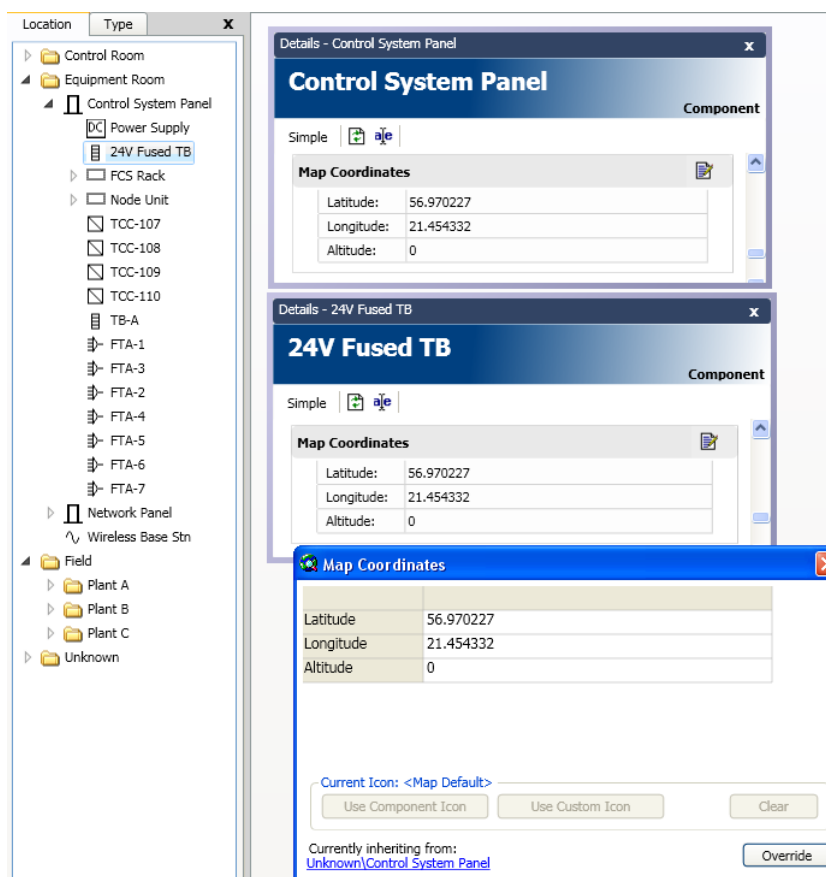 Location Type x
Control Room
Equipment Room
Control System Panel
DC Power Supply
24V Fused TB
FCS Rack
Node Unit
TCC-107
TCC-108
TCC-109
TCC-110
TB-A
FTA-1
FTA-3
FTA-2
FTA-4
FTA-5
FTA-6
FTA-7
Network Panel
Wireless Base Stn
Field
Plant A
Plant B
Plant C
Unknown
Details - Control System Panel x
Control System Panel
Component
Simple a|e
Map Coordinates
Latitude: 56.970227
Longitude: 21.454332
Altitude: 0
Details - 24V Fused TB x
24V Fused TB
Component
Simple a|e
Map Coordinates
Latitude: 56.970227
Longitude: 21.454332
Altitude: 0
Map Coordinates
Latitude 56.970227
Longitude 21.454332
Altitude 0
Current Icon: <Map Default>
Use Component Icon Use Custom Icon Clear
Currently inheriting from:
Unknown\Control System Panel
Override